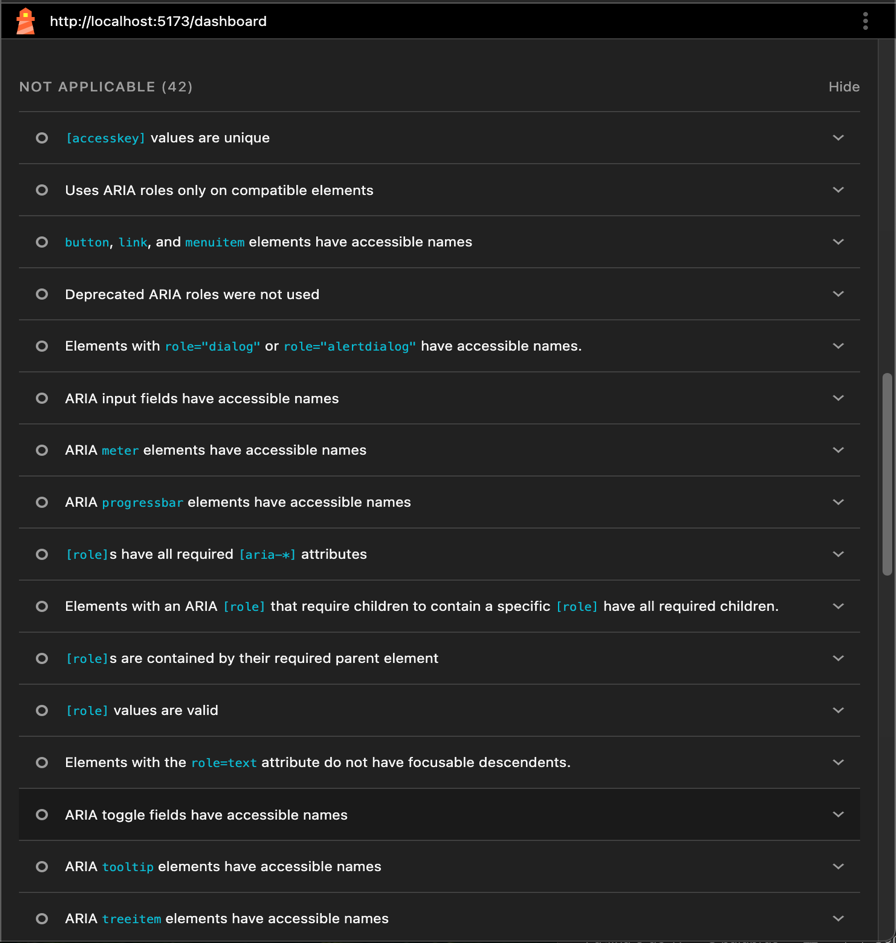 http://localhost:5173/dashboard
NOT APPLICABLE (42)
Hide
[accesskey] values are unique
Uses ARIA roles only on compatible elements
button, link, and menuitem elements have accessible names
Deprecated ARIA roles were not used
Elements with role="dialog" or role="alertdialog" have accessible names.
ARIA input fields have accessible names
ARIA meter elements have accessible names
ARIA progressbar elements have accessible names
[role]s have all required [aria-*] attributes
Elements with an ARIA [role] that require children to contain a specific [role] have all required children.
[role]s are contained by their required parent element
[role] values are valid
Elements with the role=text attribute do not have focusable descendents.
ARIA toggle fields have accessible names
ARIA tooltip elements have accessible names
ARIA treeitem elements have accessible names